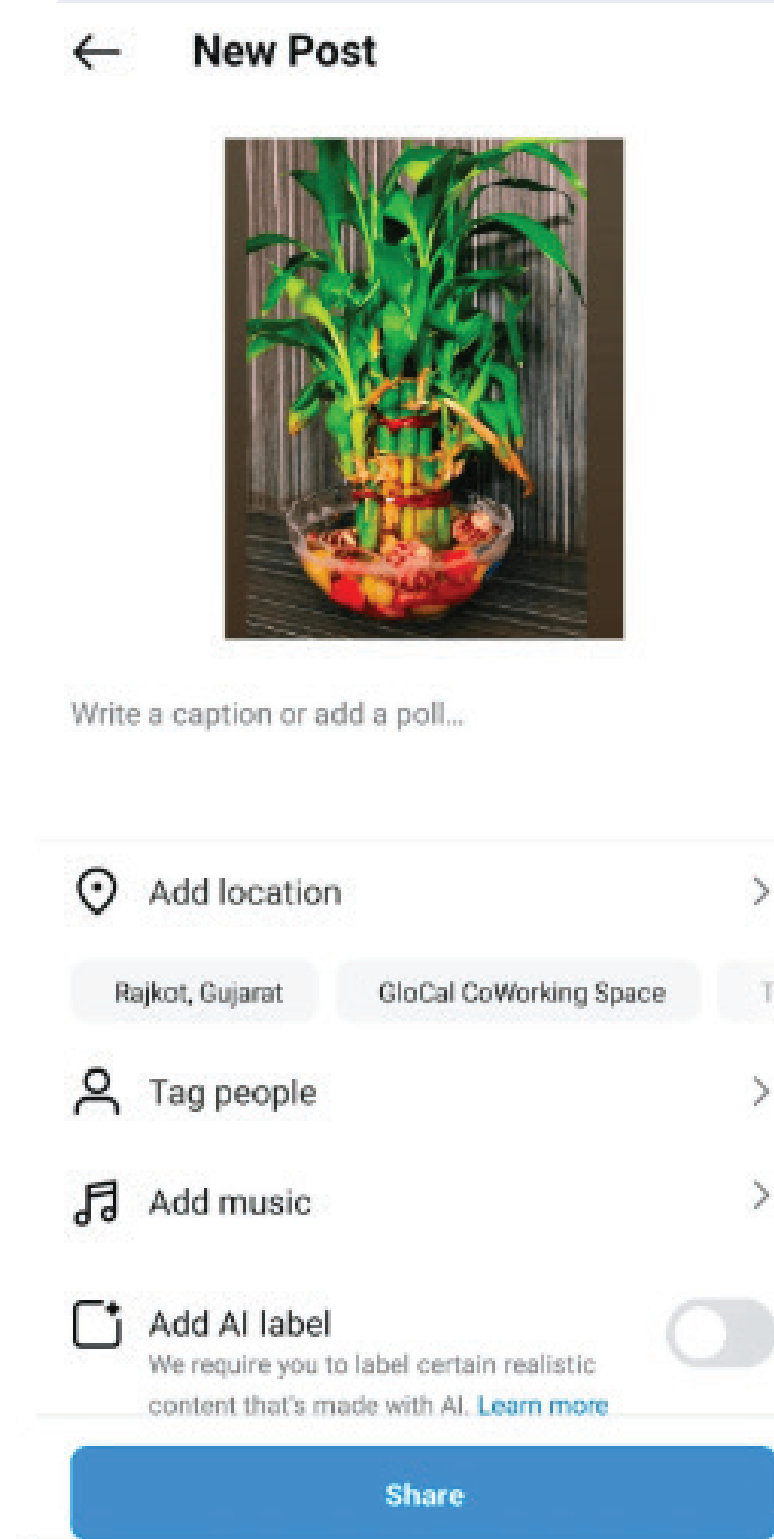 New Post
Write a caption or add a poll...
Add location
Rajkot, Gujarat
GloCal CoWorking Space
T
Tag people
Add music
Add AI label
We require you to label certain realistic
content that's made with AI. Learn more
Share